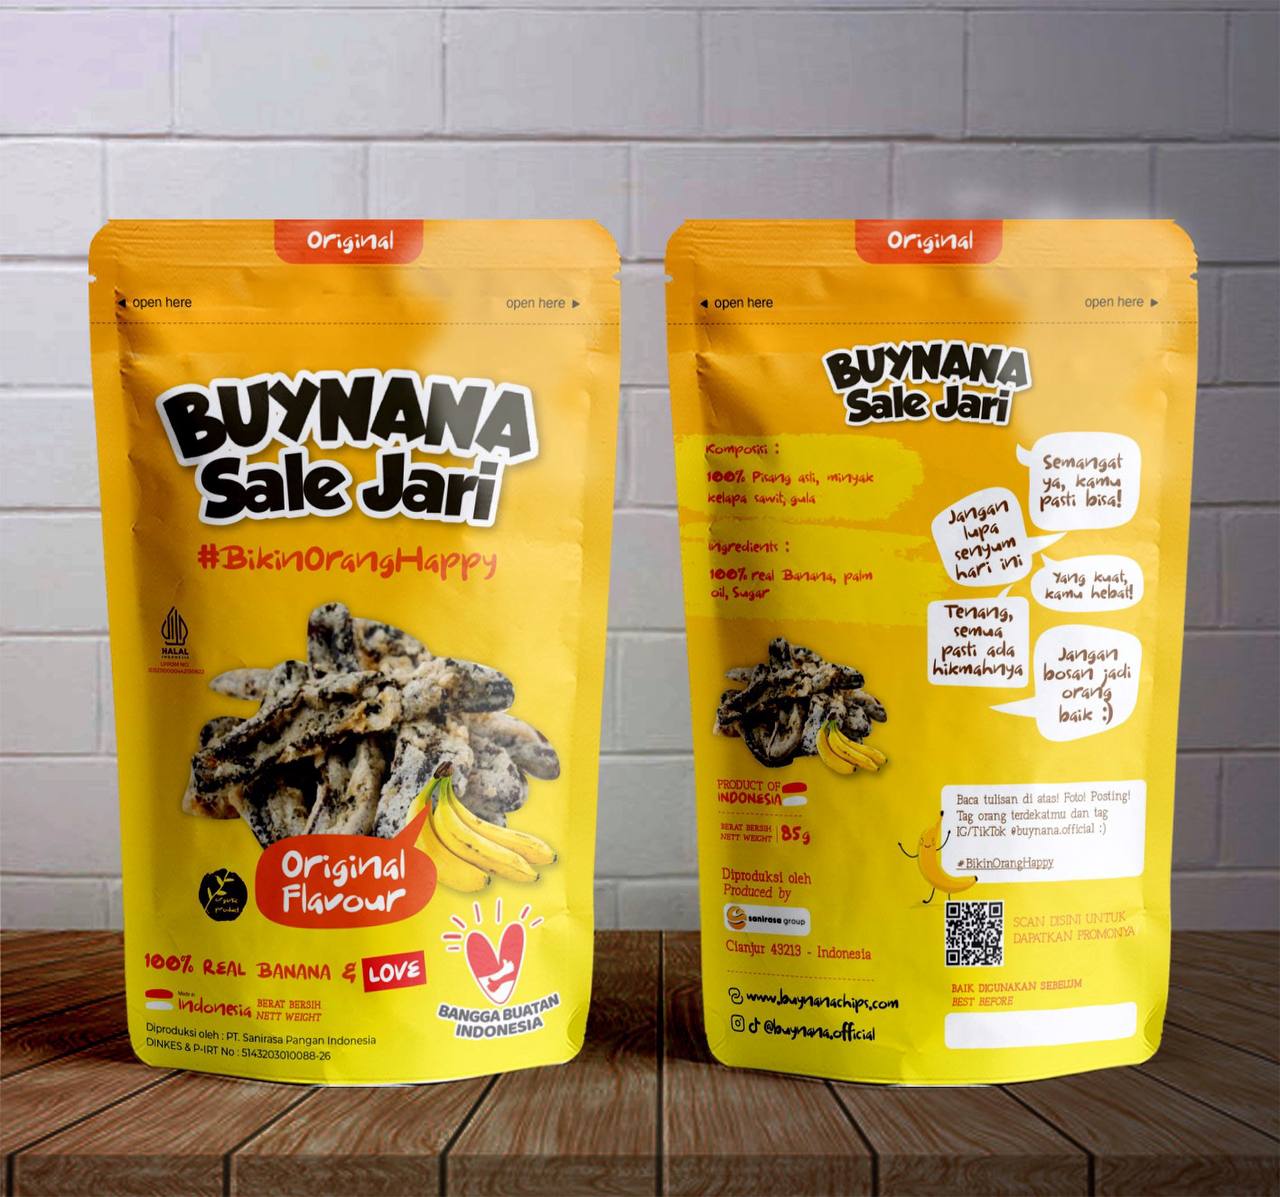 Original
open here
open here
BUYNANA
Sale Jari
#BikinOrangHappy
HALAL
INDONESIA
Original
Flavour
organic
product
100% REAL BANANA & LOVE
Made in
Indonesia
BERAT BERSIH
NETT WEIGHT
BANGGA BUATAN
INDONESIA
Diproduksi oleh : PT. Sanirasa Pangan Indonesia
DINKES & P-IRT No : 5143203010088-26
Original
open here
open here
BUYNANA
Sale Jari
Komposisi :
100% Pisang asli, minyak
kelapa sawit, gula
ingredients :
100% real Banana, palm
oil, Sugar
Semangat
ya, kamu
pasti bisa!
Jangan
lupa
senyum
hari ini
Yang kuat,
kamu hebat!
Tenang,
semua
pasti ada
hikmahnya
Jangan
bosan jadi
orang
baik :)
PRODUCT OF
INDONESIA
BERAT BERSIH
NETT WEIGHT
85g
Baca tulisan di atas! Foto! Posting!
Tag orang terdekatmu dan tag
IG/TikTok @buynana.official :)
#BikinOrangHappy
Diproduksi oleh
Produced by
sanirasa group
Cianjur 43213 - Indonesia
SCAN DISINI UNTUK
DAPATKAN PROMONYA
BAIK DIGUNAKAN SEBELUM
BEST BEFORE
www.buynanachips.com
@buynana.official